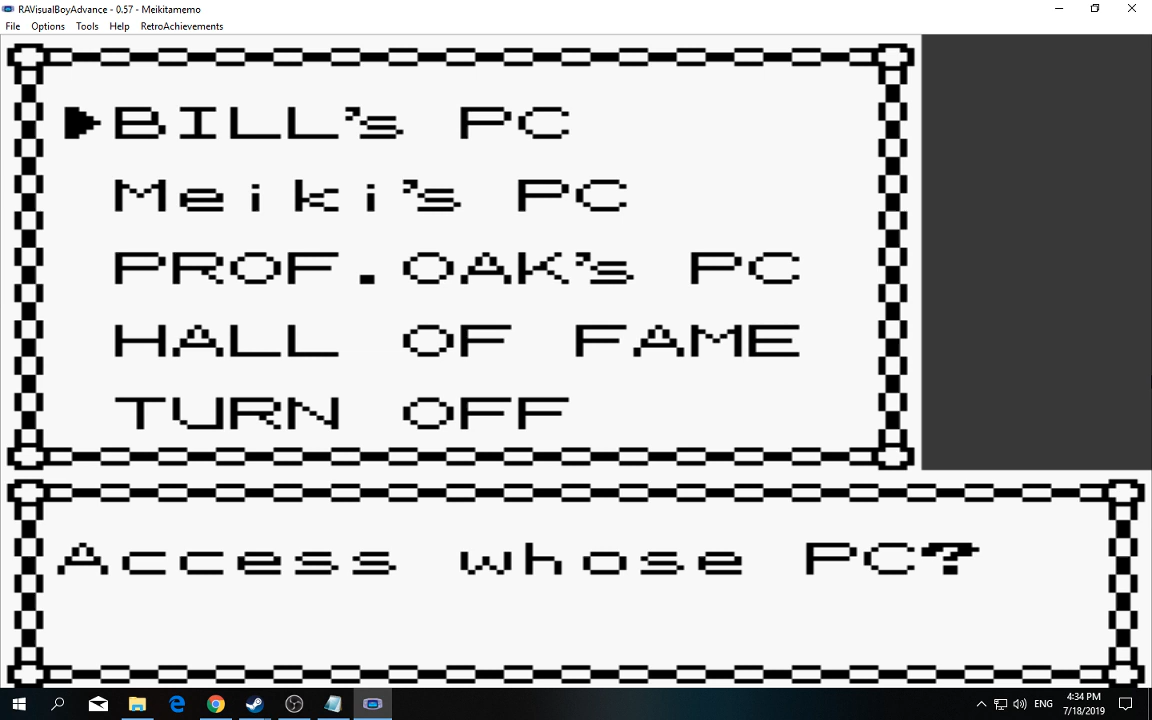 RAVisualBoyAdvance - 0.57 - Meikitamemo
File Options Tools Help RetroAchievements
BILL's PC
Meiki's PC
PROF.OAK's PC
HALL OF FAME
TURN OFF
Access whose PC?
ENG
4:34 PM
7/18/2019